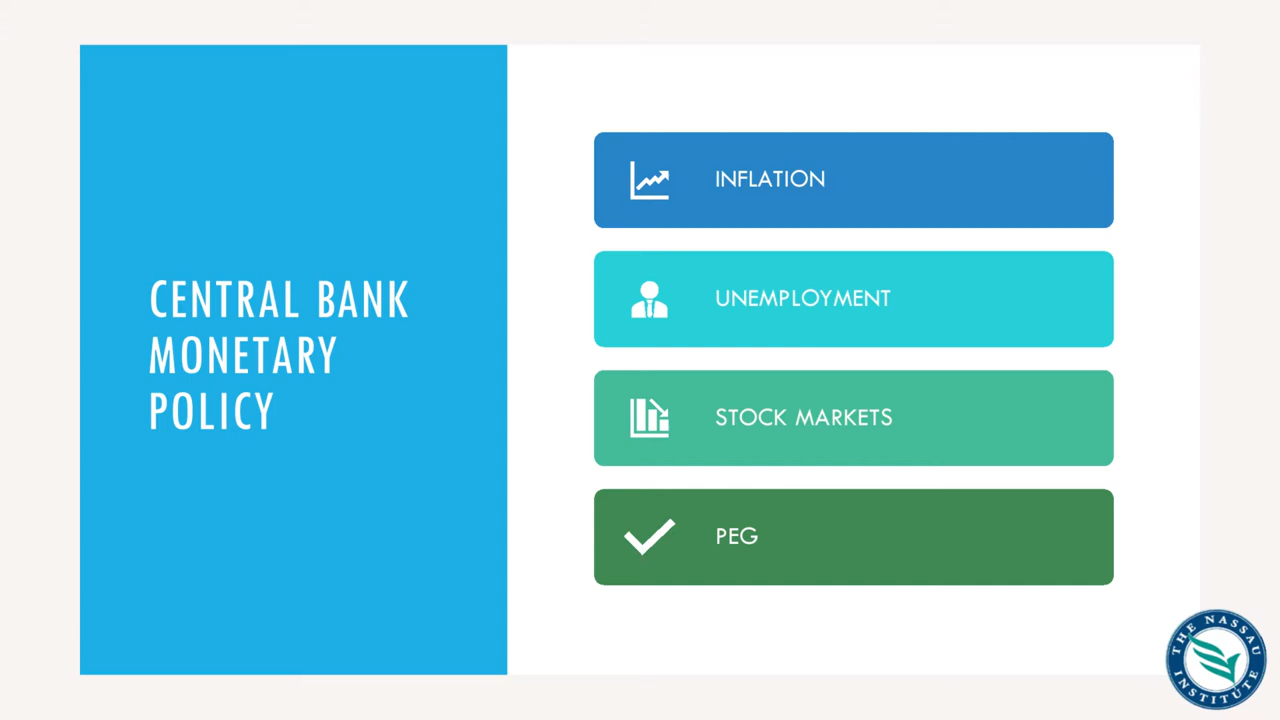 CENTRAL BANK
MONETARY
POLICY
INFLATION
UNEMPLOYMENT
STOCK MARKETS
PEG
THE NASSAU
INSTITUTE